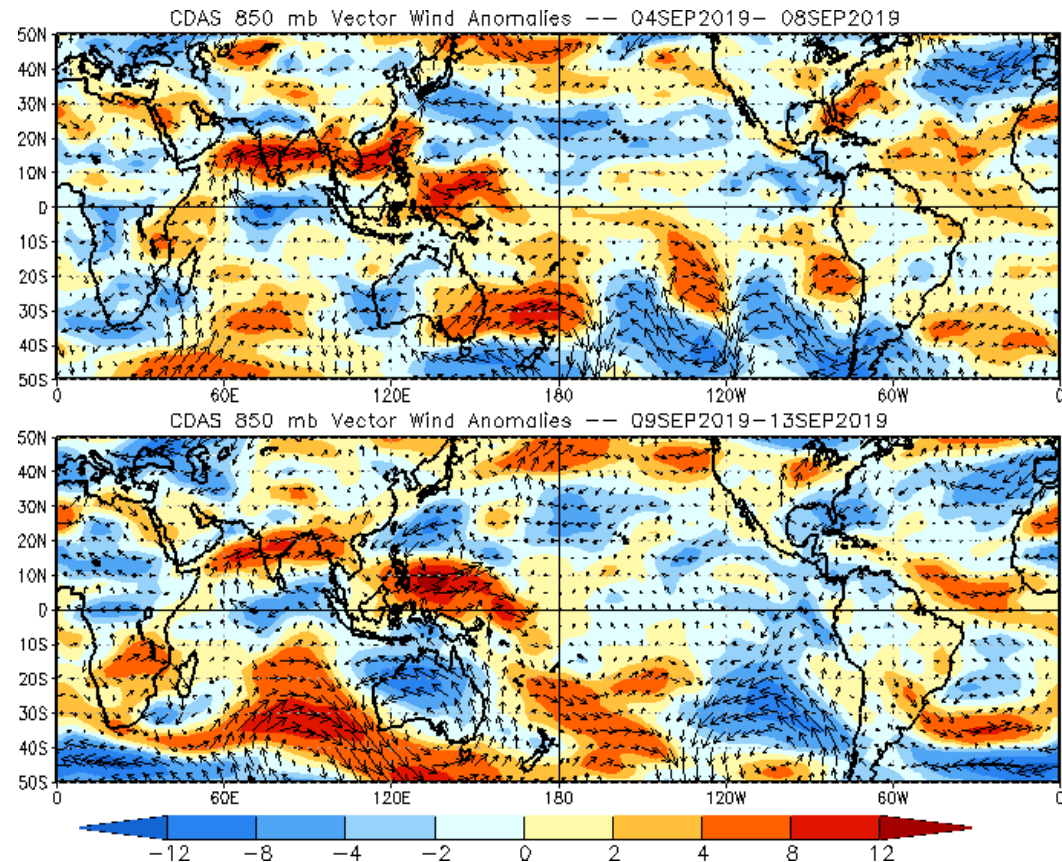 CDAS 850 mb Vector Wind Anomalies -- 04SEP2019- 08SEP2019
50N
40N
30N
20N
10N
0
10S
20S
30S
40S
50S
0 60E 120E 180 120W 60W 0
CDAS 850 mb Vector Wind Anomalies -- 09SEP2019-13SEP2019
50N
40N
30N
20N
10N
0
10S
20S
30S
40S
50S
0 60E 120E 180 120W 60W 0
-12 -8 -4 -2 0 2 4 8 12